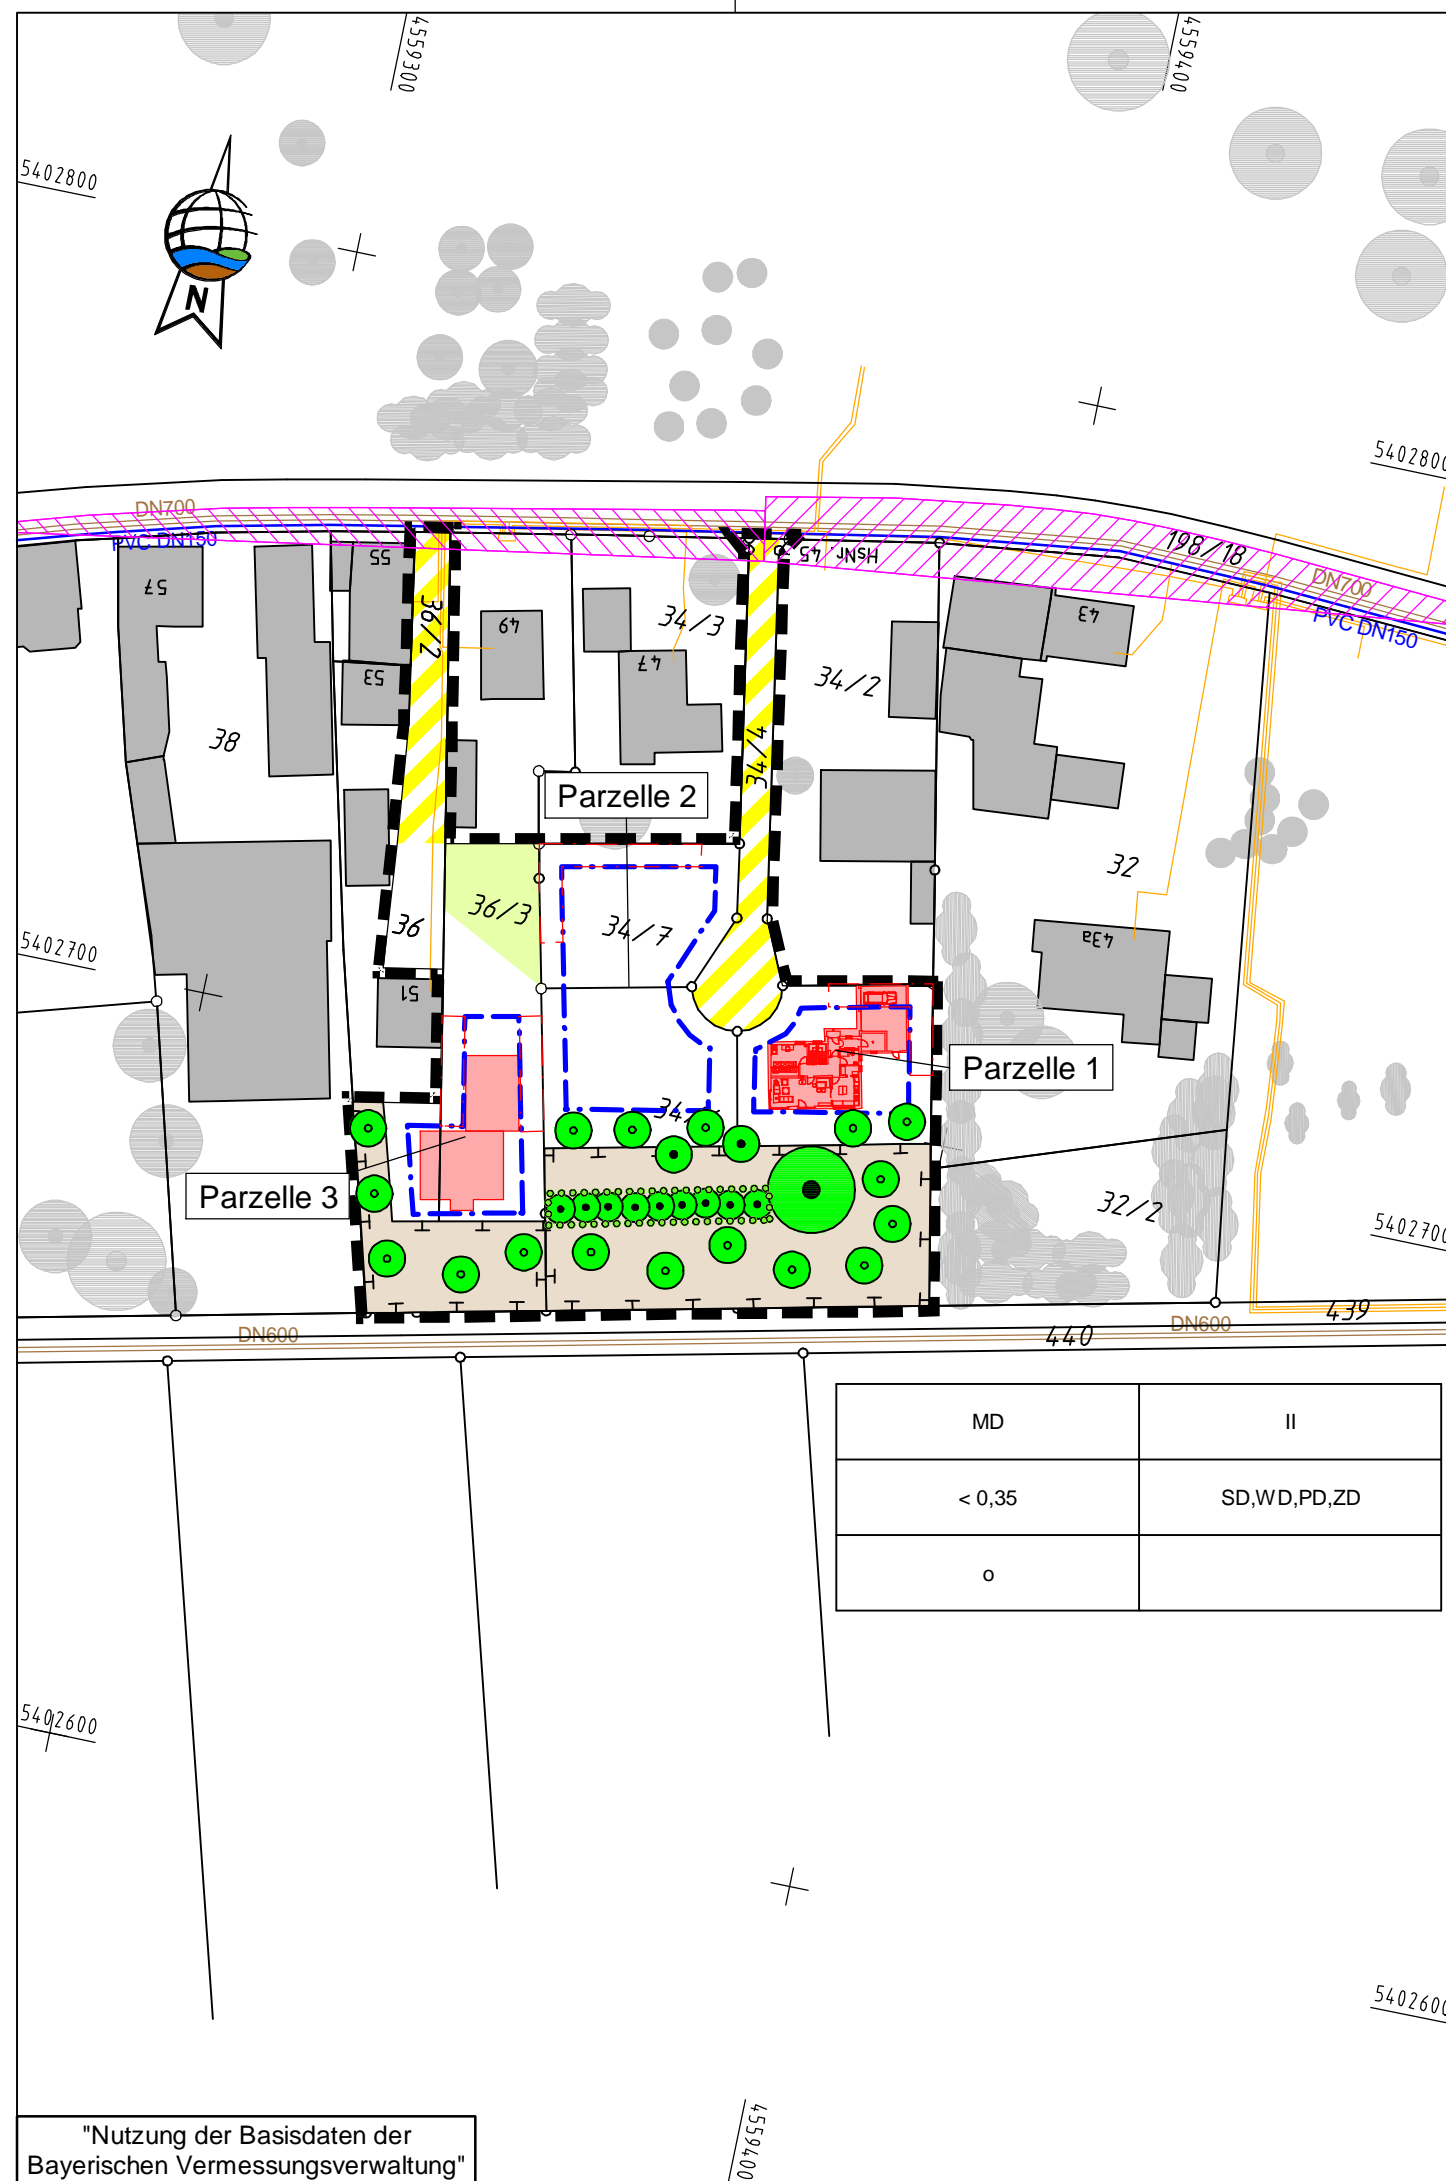 4559300
4559400
5402800
N
5402800
DN700
PVC DN150
198/18
DN700
PVC DN150
HsNr. 45
57
55
36/2
49
34/3
47
43
53
34/2
38
34/4
Parzelle 2
32
36/3
36
34/7
43a
5402700
51
Parzelle 1
34/
Parzelle 3
32/2
5402700
DN600
440
DN600
439
MD
II
< 0,35
SD,WD,PD,ZD
o
5402600
5402600
4559400
"Nutzung der Basisdaten der
Bayerischen Vermessungsverwaltung"